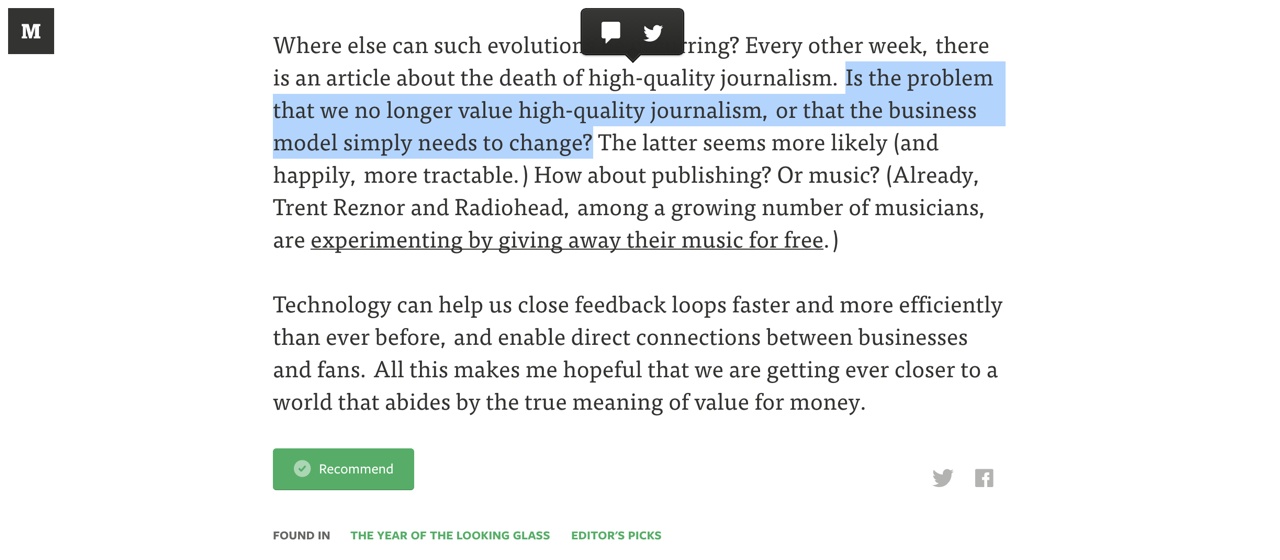 M
Where else can such evolution rring? Every other week, there
is an article about the death of high-quality journalism. Is the problem
that we no longer value high-quality journalism, or that the business
model simply needs to change? The latter seems more likely (and
happily, more tractable.) How about publishing? Or music? (Already,
Trent Reznor and Radiohead, among a growing number of musicians,
are experimenting by giving away their music for free.)
Technology can help us close feedback loops faster and more efficiently
than ever before, and enable direct connections between businesses
and fans. All this makes me hopeful that we are getting ever closer to a
world that abides by the true meaning of value for money.
Recommend
FOUND IN THE YEAR OF THE LOOKING GLASS EDITOR'S PICKS